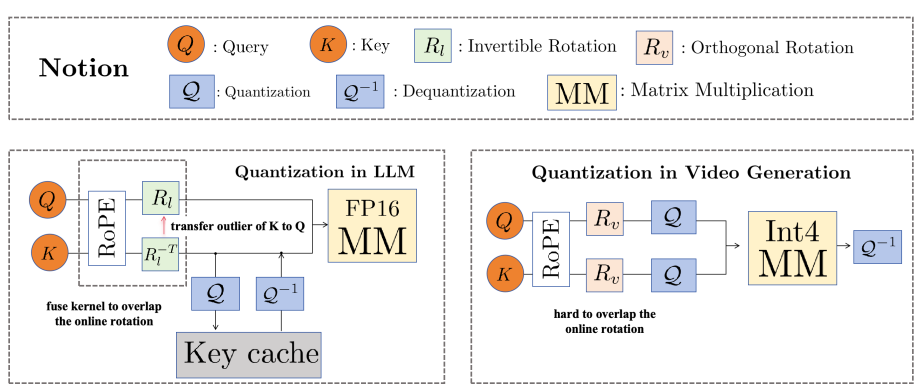 Notion
Q : Query
K : Key
R_l : Invertible Rotation
R_v : Orthogonal Rotation
𝒬 : Quantization
𝒬⁻¹ : Dequantization
MM : Matrix Multiplication
Quantization in LLM
Q
K
RoPE
R_l
R_l^{-T}
transfer outlier of K to Q
FP16
MM
𝒬
𝒬⁻¹
fuse kernel to overlap
the online rotation
Key cache
Quantization in Video Generation
Q
K
RoPE
R_v
R_v
𝒬
𝒬
Int4
MM
𝒬⁻¹
hard to overlap the
online rotation